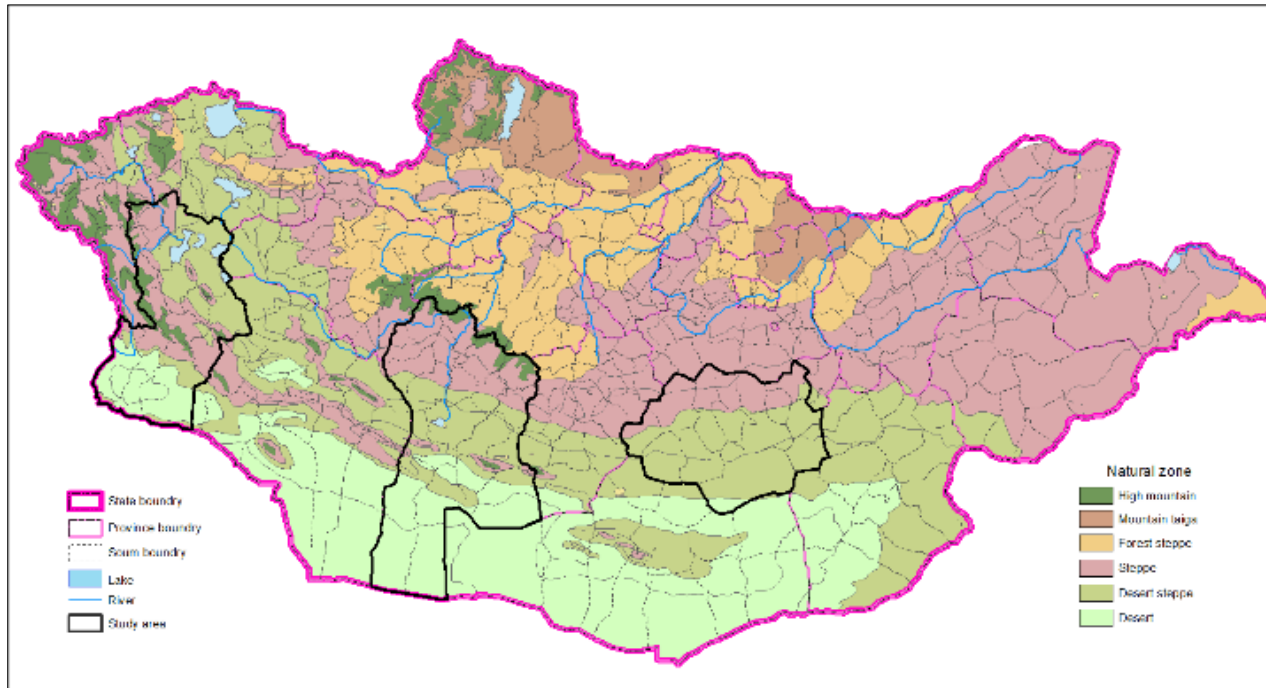 State boundry
Province boundry
Soum boundry
Lake
River
Study area
Natural zone
High mountain
Mountain taiga
Forest steppe
Steppe
Desert steppe
Desert